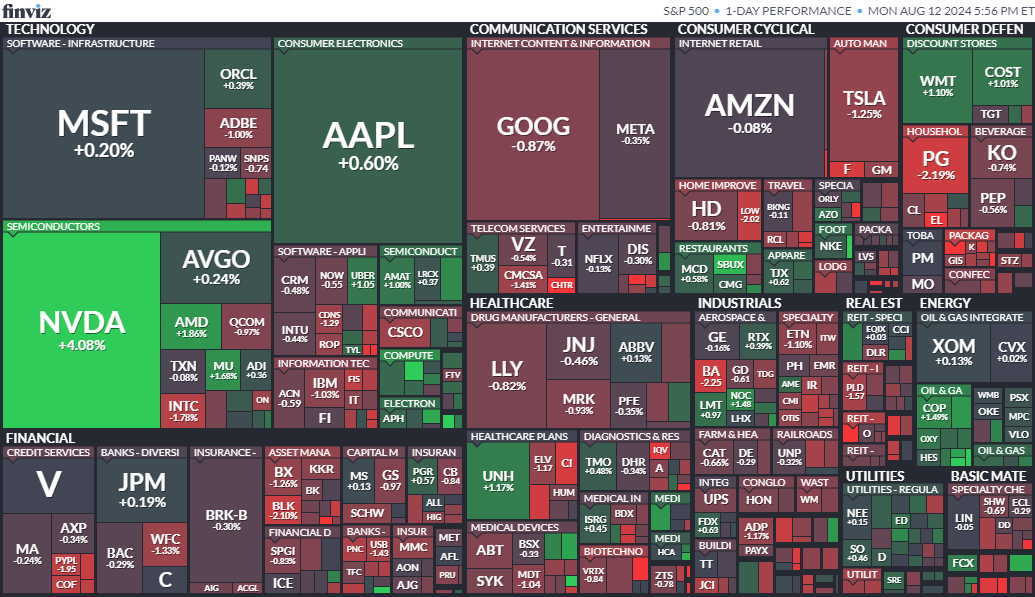 finviz
S&P 500 • 1-DAY PERFORMANCE • MON AUG 12 2024 5:56 PM ET
TECHNOLOGY
SOFTWARE - INFRASTRUCTURE
MSFT
+0.20%
ORCL
+0.39%
ADBE
-1.00%
PANW
-0.12%
SNPS
-0.74
CONSUMER ELECTRONICS
AAPL
+0.60%
SEMICONDUCTORS
NVDA
+4.08%
AVGO
+0.24%
AMD
+1.86%
QCOM
-0.97%
TXN
-0.08%
MU
+1.68%
ADI
+0.36
INTC
-1.78%
ON
SOFTWARE - APPLI
CRM
-0.48%
NOW
-0.55
UBER
+1.05
INTU
-0.44%
CDNS
-1.29
ROP
TYL
SEMICONDUCT
AMAT
+1.00%
LRCX
+0.37
COMMUNICATI
CSCO
INFORMATION TEC
ACN
-0.59
IBM
-1.03%
FIS
IT
FI
COMPUTE
FTV
ELECTRON
APH
COMMUNICATION SERVICES
INTERNET CONTENT & INFORMATION
GOOG
-0.87%
META
-0.35%
TELECOM SERVICES
TMUS
+0.39
VZ
-0.54%
T
-0.31
CMCSA
-1.41%
CHTR
ENTERTAINME
NFLX
-0.13%
DIS
-0.30%
CONSUMER CYCLICAL
INTERNET RETAIL
AMZN
-0.08%
AUTO MAN
TSLA
-1.25%
F
GM
HOME IMPROVE
HD
-0.81%
LOW
-2.02
TRAVEL
BKNG
-0.11
RCL
SPECIA
ORLY
AZO
RESTAURANTS
MCD
+0.58%
SBUX
CMG
APPARE
TJX
+0.62
FOOT
NKE
LODG
PACKA
LVS
CONSUMER DEFEN
DISCOUNT STORES
WMT
+1.10%
COST
+1.01%
TGT
HOUSEHOL
PG
-2.19%
CL
EL
BEVERAGE
KO
-0.74%
PEP
-0.56%
TOBA
PM
MO
PACKAG
K
GIS
STZ
CONFEC
HEALTHCARE
DRUG MANUFACTURERS - GENERAL
LLY
-0.82%
JNJ
-0.46%
ABBV
+0.13%
MRK
-0.93%
PFE
-0.35%
HEALTHCARE PLANS
UNH
+1.17%
ELV
-1.17
CI
HUM
DIAGNOSTICS & RES
TMO
+0.48%
DHR
-0.34%
IQV
A
MEDICAL DEVICES
ABT
BSX
-0.33
SYK
MDT
-1.04
MEDICAL IN
ISRG
+0.45
BDX
MEDI
MEDI
HCA
BIOTECHNO
VRTX
-0.84
ZTS
-0.78
INDUSTRIALS
AEROSPACE &
GE
-0.16%
RTX
+0.39%
BA
-2.25
GD
-0.61
TDG
LMT
+0.97
NOC
+1.48
LHX
SPECIALTY
ETN
-1.10%
ITW
PH
EMR
AME
IR
CMI
OTIS
FARM & HEA
CAT
-0.66%
DE
-0.29
RAILROADS
UNP
-0.32%
INTEG
UPS
FDX
+0.63
CONGLO
HON
WAST
WM
ADP
-1.17%
PAYX
BUILDI
TT
JCI
REAL EST
REIT - SPECI
EQIX
+0.03
CCI
DLR
REIT - I
PLD
-1.57
REIT -
O
REIT -
ENERGY
OIL & GAS INTEGRATE
XOM
+0.13%
CVX
+0.02%
OIL & GA
COP
+1.49%
OXY
HES
WMB
PSX
OKE
MPC
VLO
OIL & GAS
UTILITIES
UTILITIES - REGULA
NEE
+0.15
ED
SO
+0.46
D
UTILIT
SRE
BASIC MATE
SPECIALTY CHE
LIN
-0.05
SHW
-0.69
ECL
-0.29
DD
FCX
FINANCIAL
CREDIT SERVICES
V
MA
-0.24%
AXP
-0.34%
PYPL
-1.95
COF
BANKS - DIVERSI
JPM
+0.19%
BAC
-0.29%
WFC
-1.33%
C
INSURANCE -
BRK-B
-0.30%
AIG
ACGL
ASSET MANA
BX
-1.26%
KKR
BK
BLK
-2.10%
FINANCIAL D
SPGI
-0.83%
ICE
CAPITAL M
MS
+0.13
GS
-0.97
SCHW
BANKS -
PNC
USB
-1.43
TFC
INSURAN
PGR
+0.57
CB
-0.84
ALL
HIG
INSUR
MMC
AON
AJG
MET
AFL
PRU